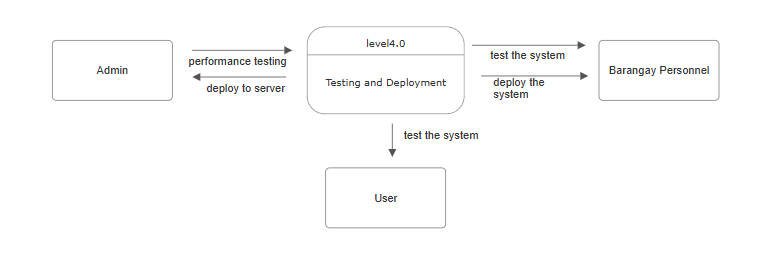 Admin
performance testing
deploy to server
level4.0
Testing and Deployment
test the system
deploy the
system
Barangay Personnel
test the system
User